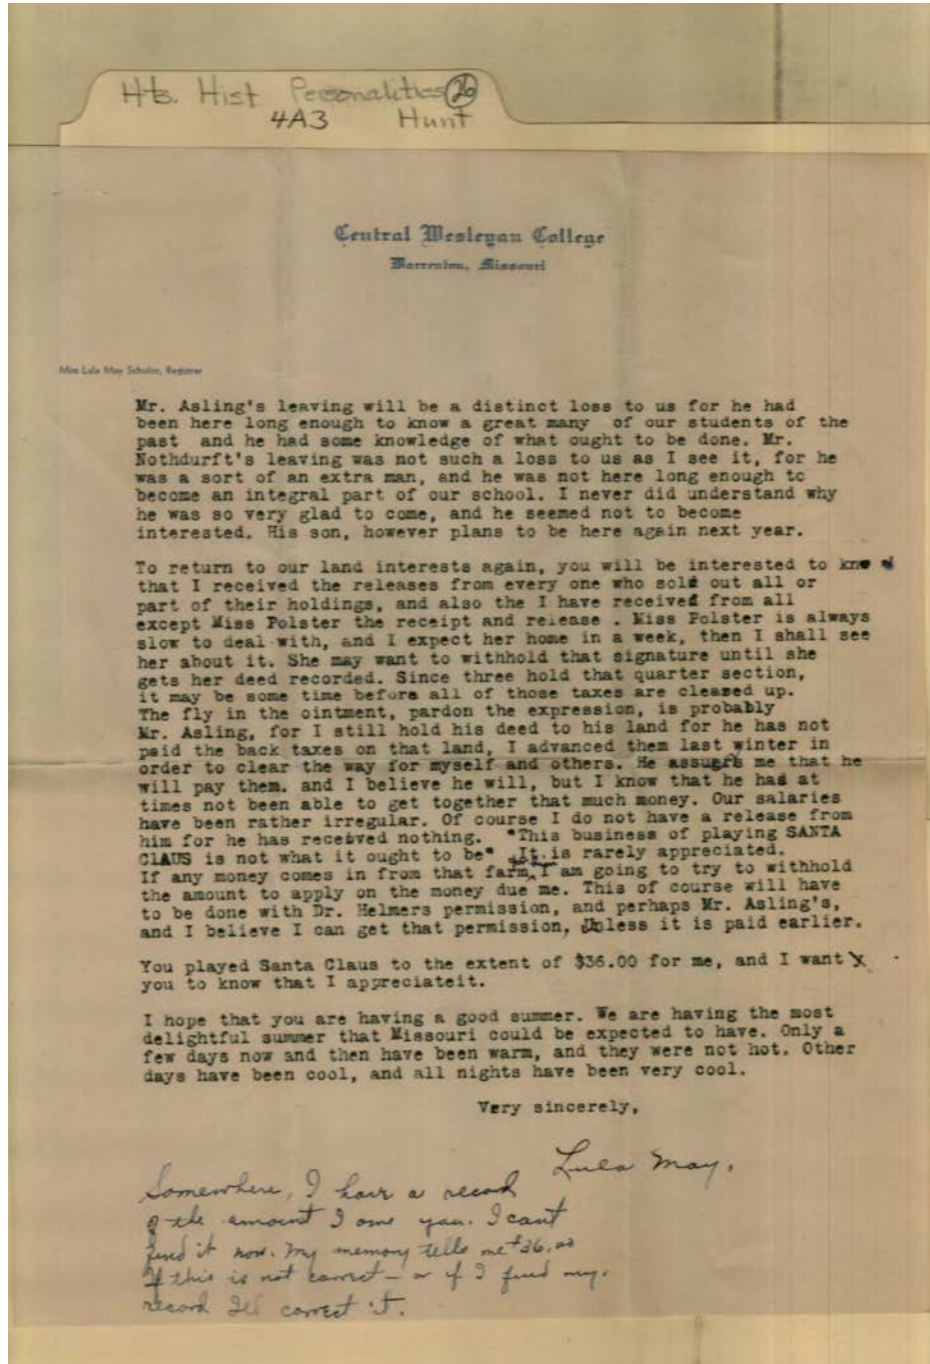 Hts. Hist Personalities 26
4A3 Hunt
Central Wesleyan College
Warrenton, Missouri
Miss Lula May Schulze, Registrar
Mr. Asling's leaving will be a distinct loss to us for he had
been here long enough to know a great many of our students of the
past and he had some knowledge of what ought to be done. Mr.
Nothdurft's leaving was not such a loss to us as I see it, for he
was a sort of an extra man, and he was not here long enough to
become an integral part of our school. I never did understand why
he was so very glad to come, and he seemed not to become
interested. His son, however plans to be here again next year.
To return to our land interests again, you will be interested to know
that I received the releases from every one who sold out all or
part of their holdings, and also the I have received from all
except Miss Polster the receipt and release . Miss Polster is always
slow to deal with, and I expect her home in a week, then I shall see
her about it. She may want to withhold that signature until she
gets her deed recorded. Since three hold that quarter section,
it may be some time before all of those taxes are cleared up.
The fly in the ointment, pardon the expression, is probably
Mr. Asling, for I still hold his deed to his land for he has not
paid the back taxes on that land, I advanced them last winter in
order to clear the way for myself and others. He assures me that he
will pay them. and I believe he will, but I know that he has at
times not been able to get together that much money. Our salaries
have been rather irregular. Of course I do not have a release from
him for he has received nothing. "This business of playing SANTA
ClAUS is not what it ought to be" It is rarely appreciated.
If any money comes in from that farm, I am going to try to withhold
the amount to apply on the money due me. This of course will have
to be done with Dr. Helmers permission, and perhaps Mr. Asling's,
and I believe I can get that permission, Unless it is paid earlier.
You played Santa Claus to the extent of $36.00 for me, and I want
you to know that I appreciateit.
I hope that you are having a good summer. We are having the most
delightful summer that Missouri could be expected to have. Only a
few days now and then have been warm, and they were not hot. Other
days have been cool, and all nights have been very cool.
Very sincerely,
Lula May.
Somewhere, I have a record
of the amount I owe you. I cant
find it now. My memory tells me $36.00
If this is not correct – or if I find my
record I'll correct it.